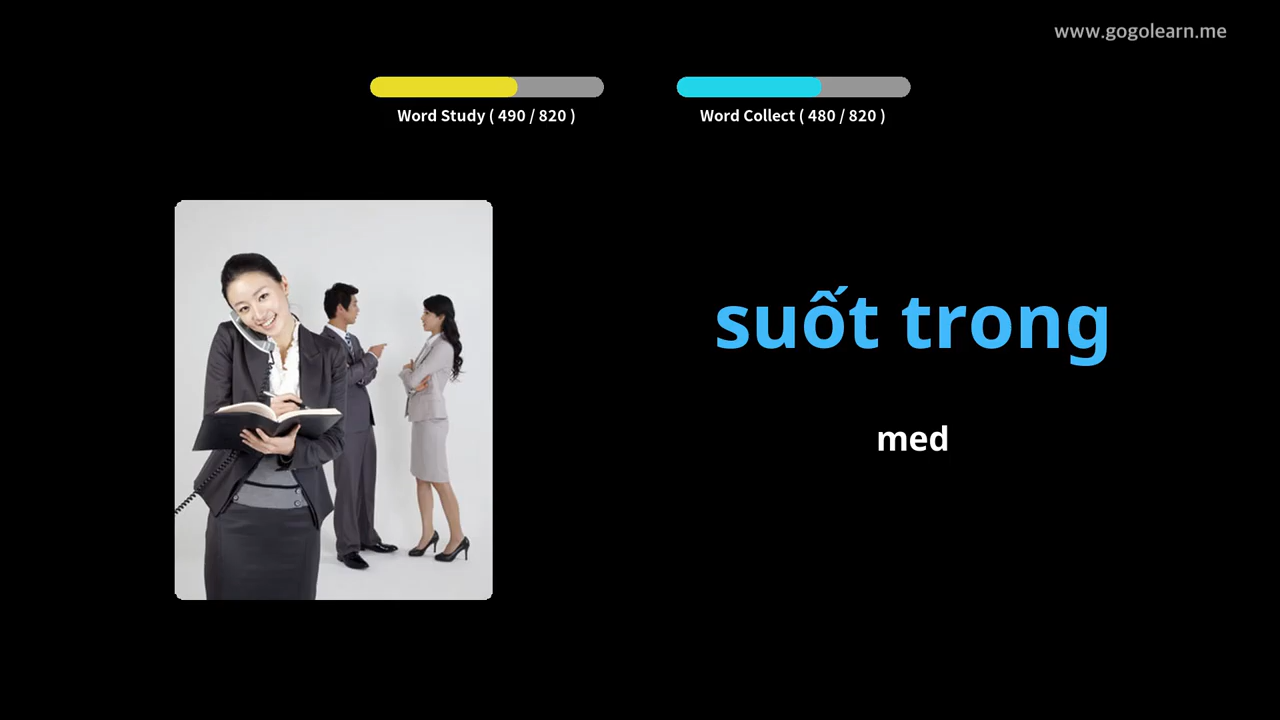 www.gogolearn.me
Word Study ( 490 / 820 )
Word Collect ( 480 / 820 )
suốt trong
med